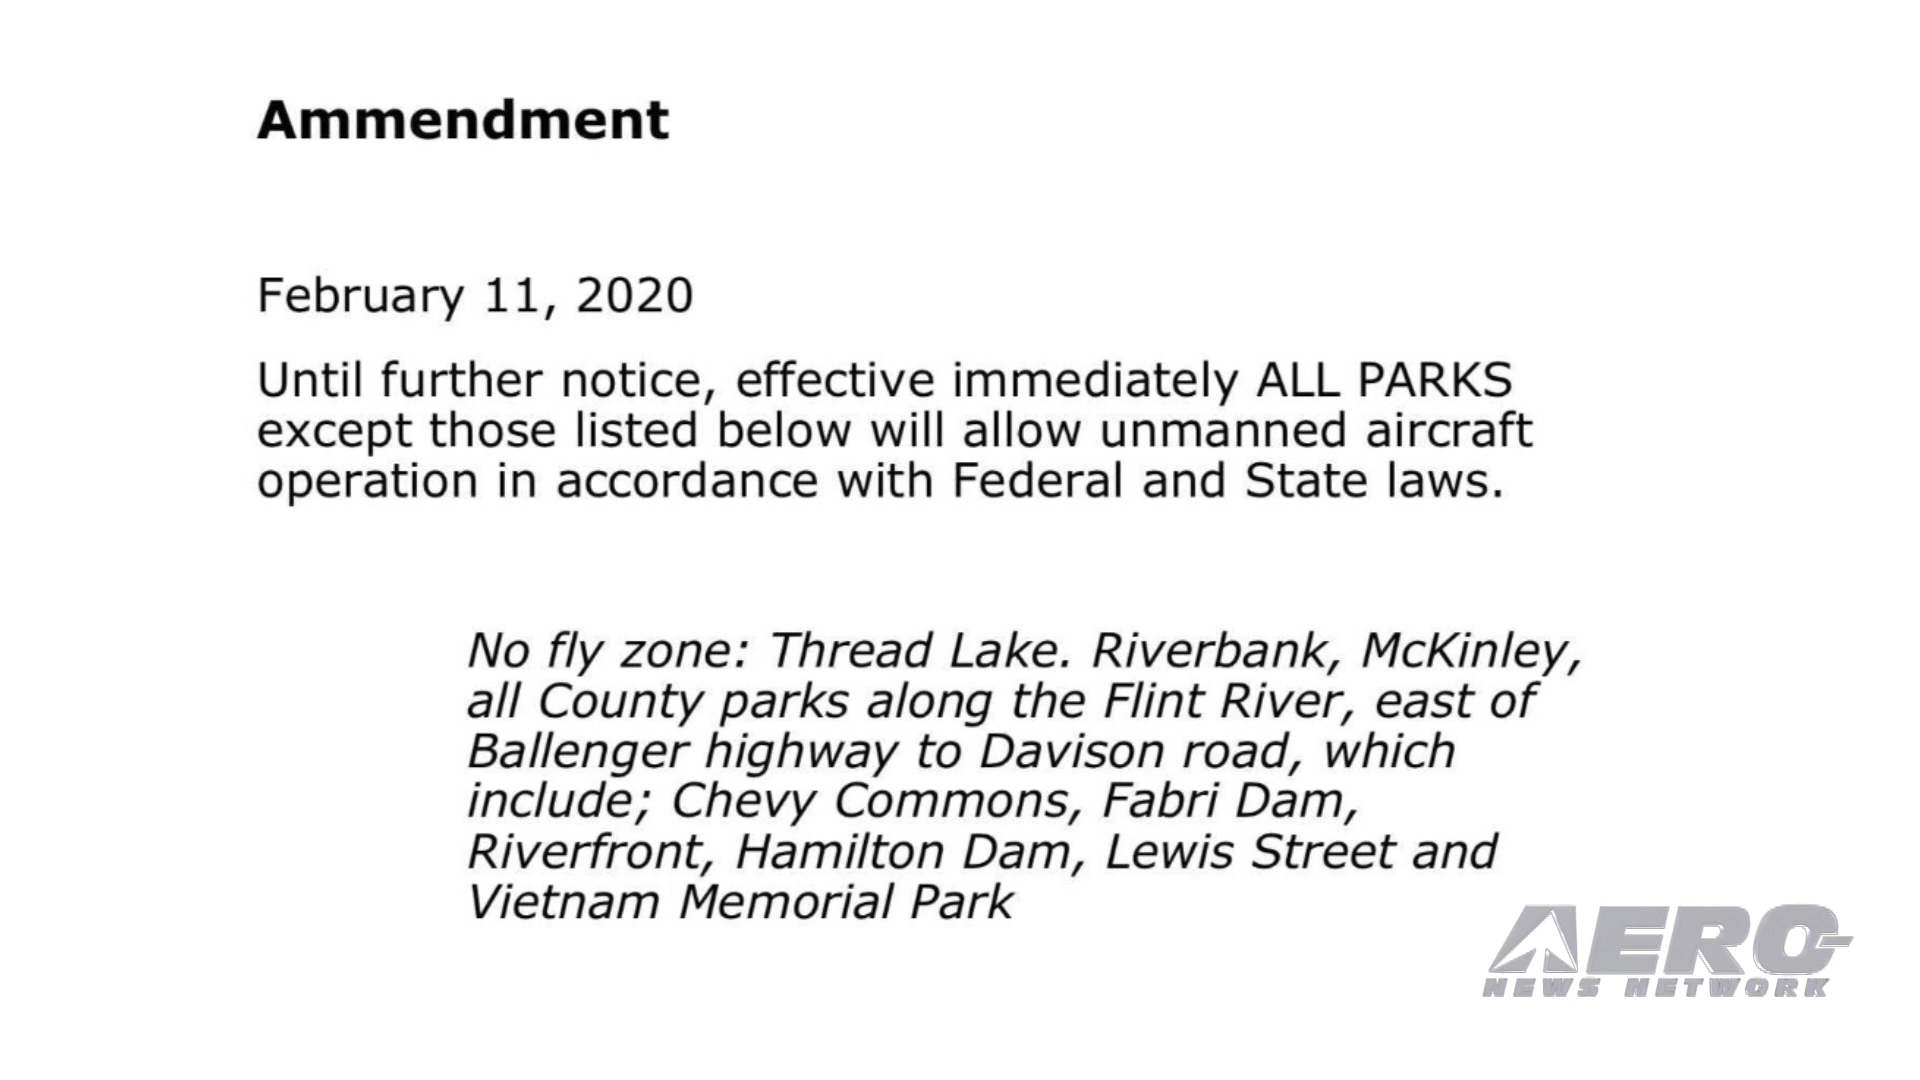 Ammendment
February 11, 2020
Until further notice, effective immediately ALL PARKS
except those listed below will allow unmanned aircraft
operation in accordance with Federal and State laws.
No fly zone: Thread Lake. Riverbank, McKinley,
all County parks along the Flint River, east of
Ballenger highway to Davison road, which
include; Chevy Commons, Fabri Dam,
Riverfront, Hamilton Dam, Lewis Street and
Vietnam Memorial Park
AERO-
NEWS NETWORK